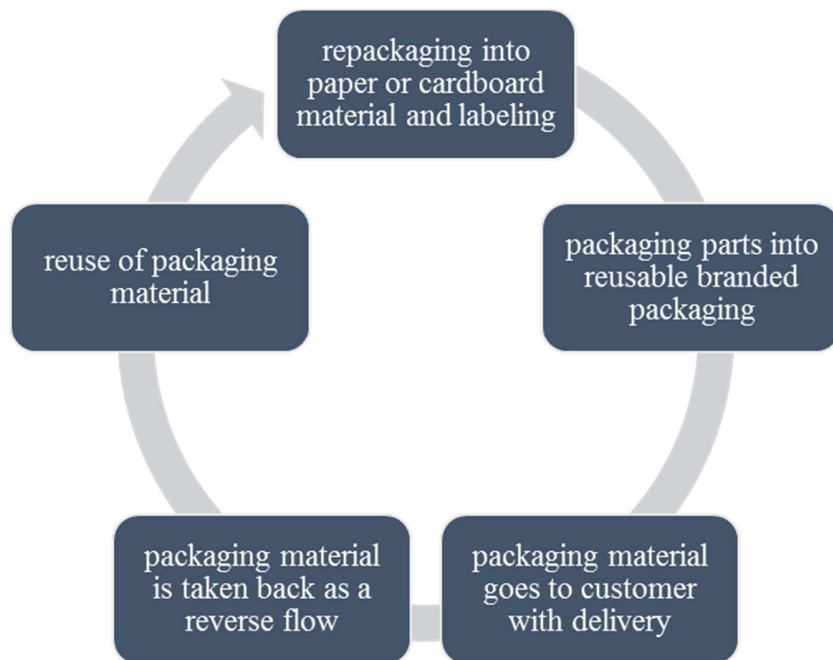 repackaging into
paper or cardboard
material and labeling
packaging parts into
reusable branded
packaging
packaging material
goes to customer
with delivery
packaging material
is taken back as a
reverse flow
reuse of packaging
material